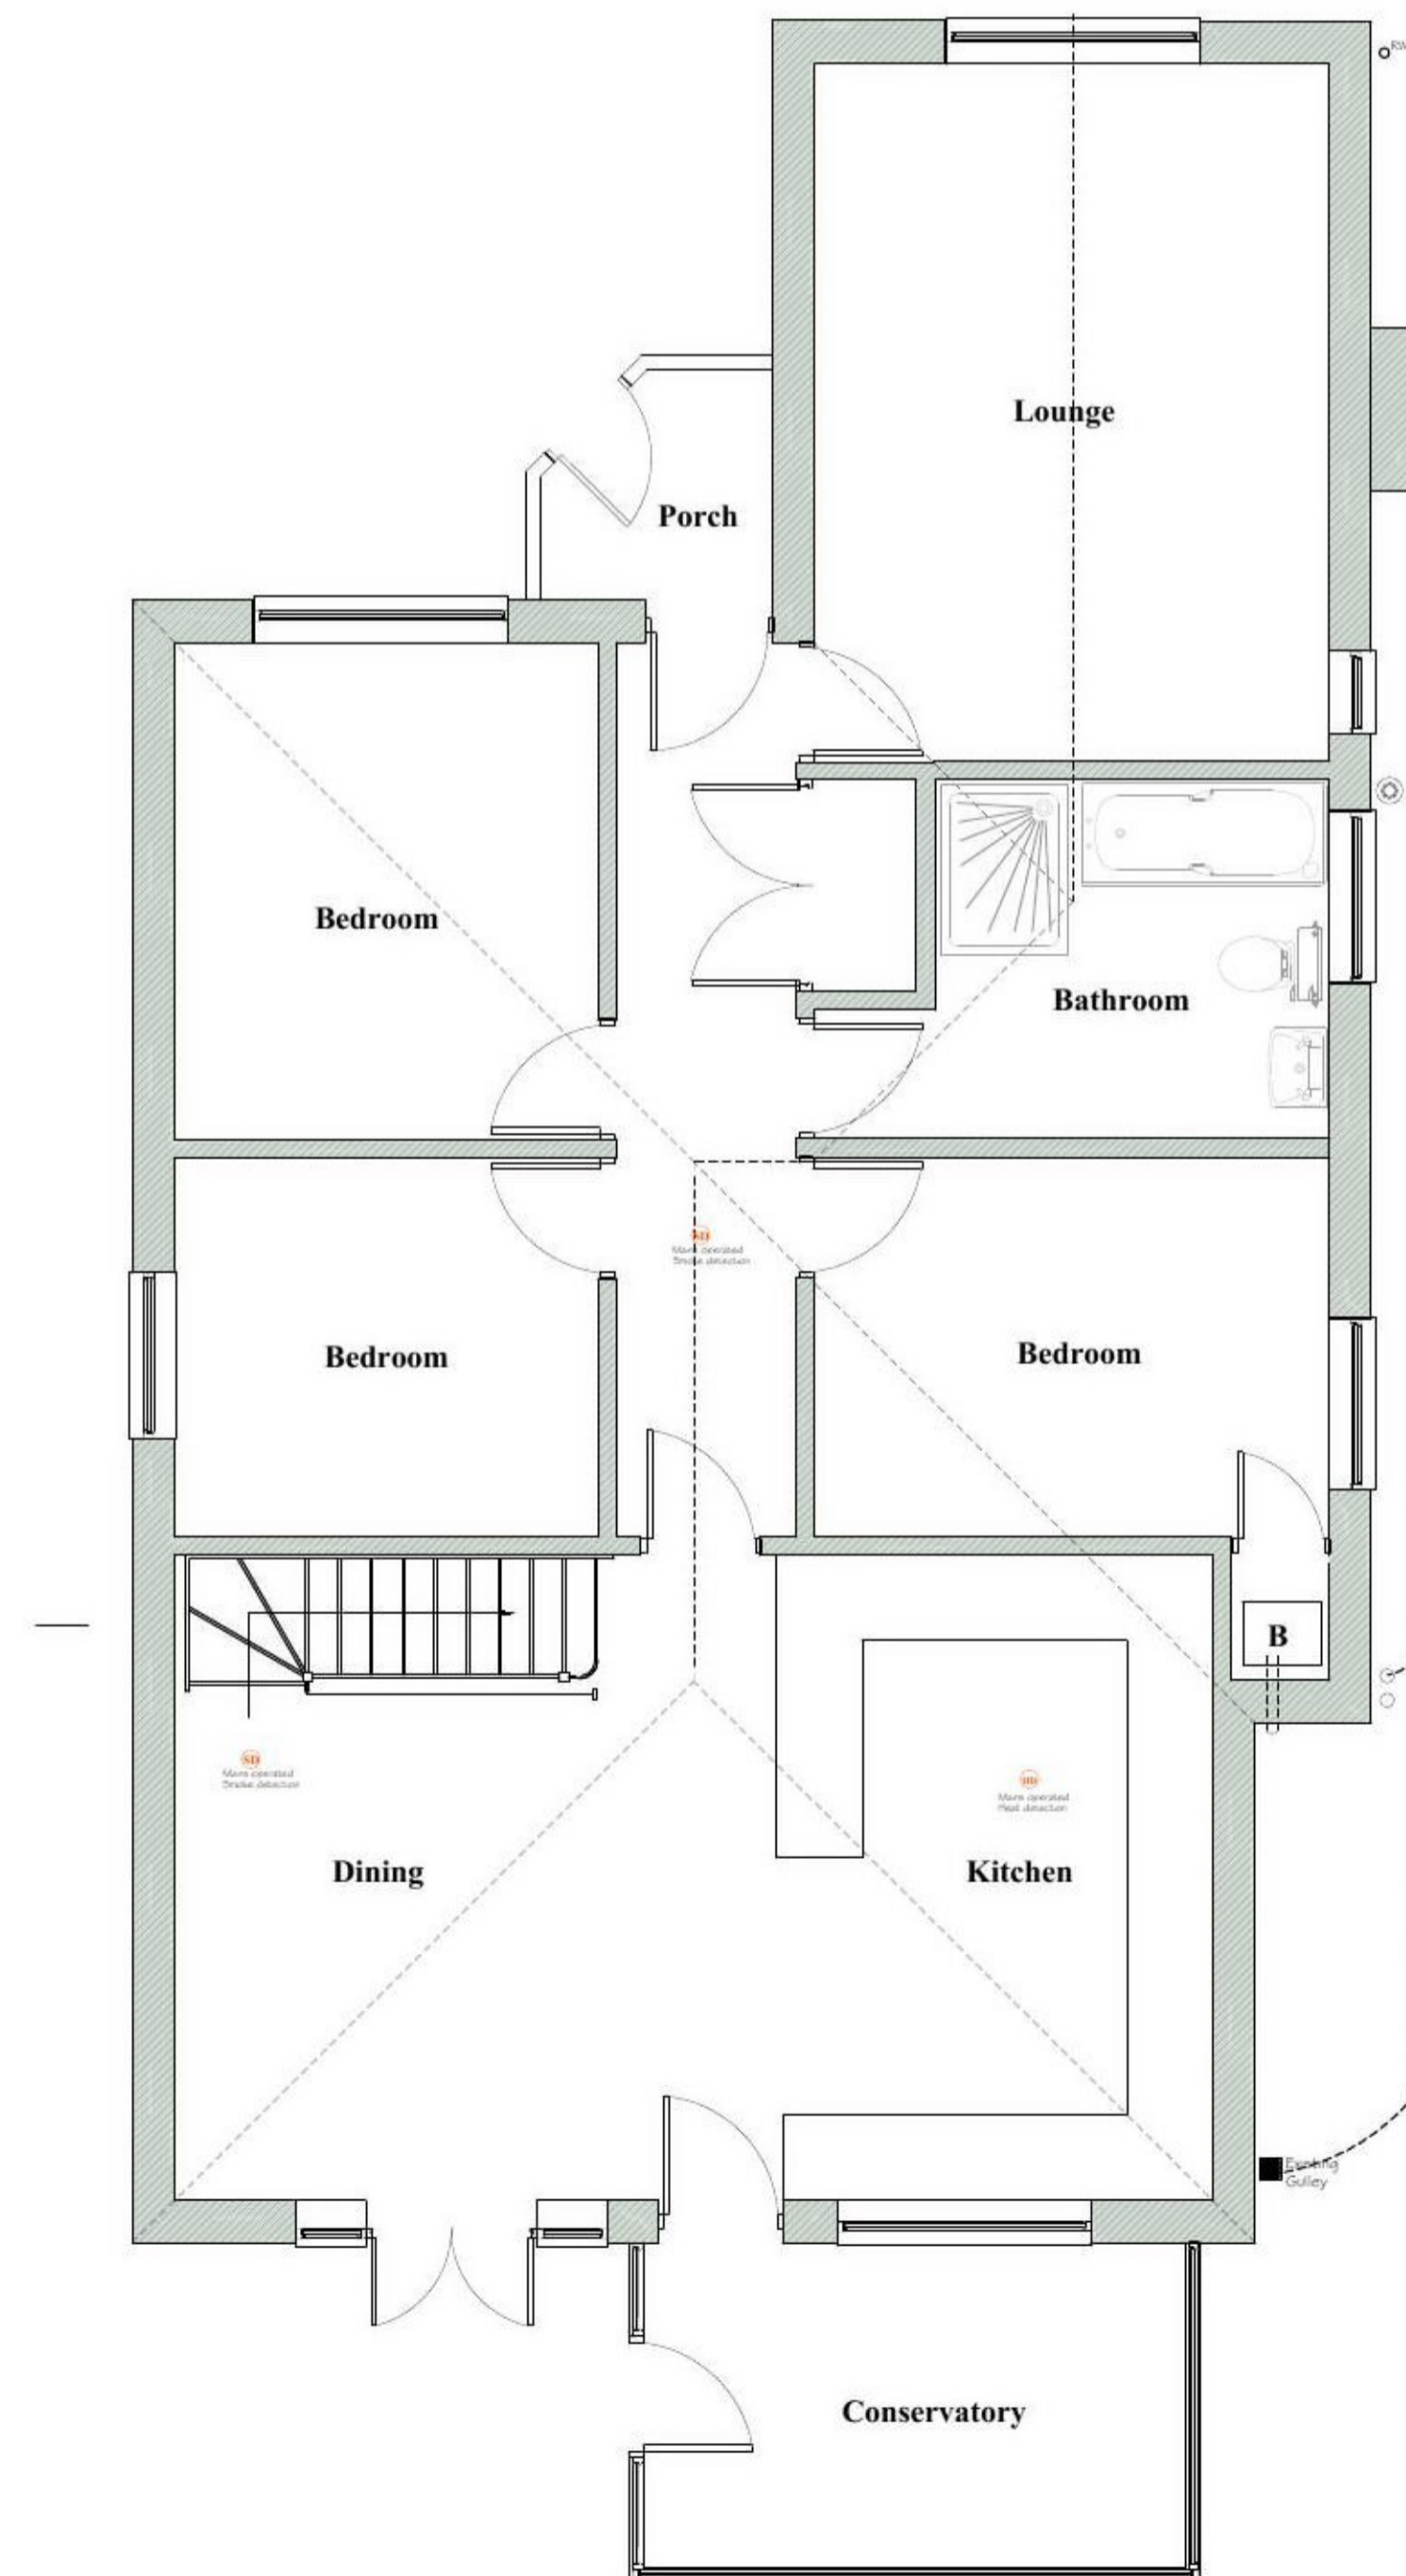 RW
Lounge
Porch
Bedroom
Bathroom
SD
Mains operated
Smoke detection
Bedroom
Bedroom
B
SD
Mains operated
Smoke detection
HD
Mains operated
Heat detection
Dining
Kitchen
Existing
Gulley
Conservatory